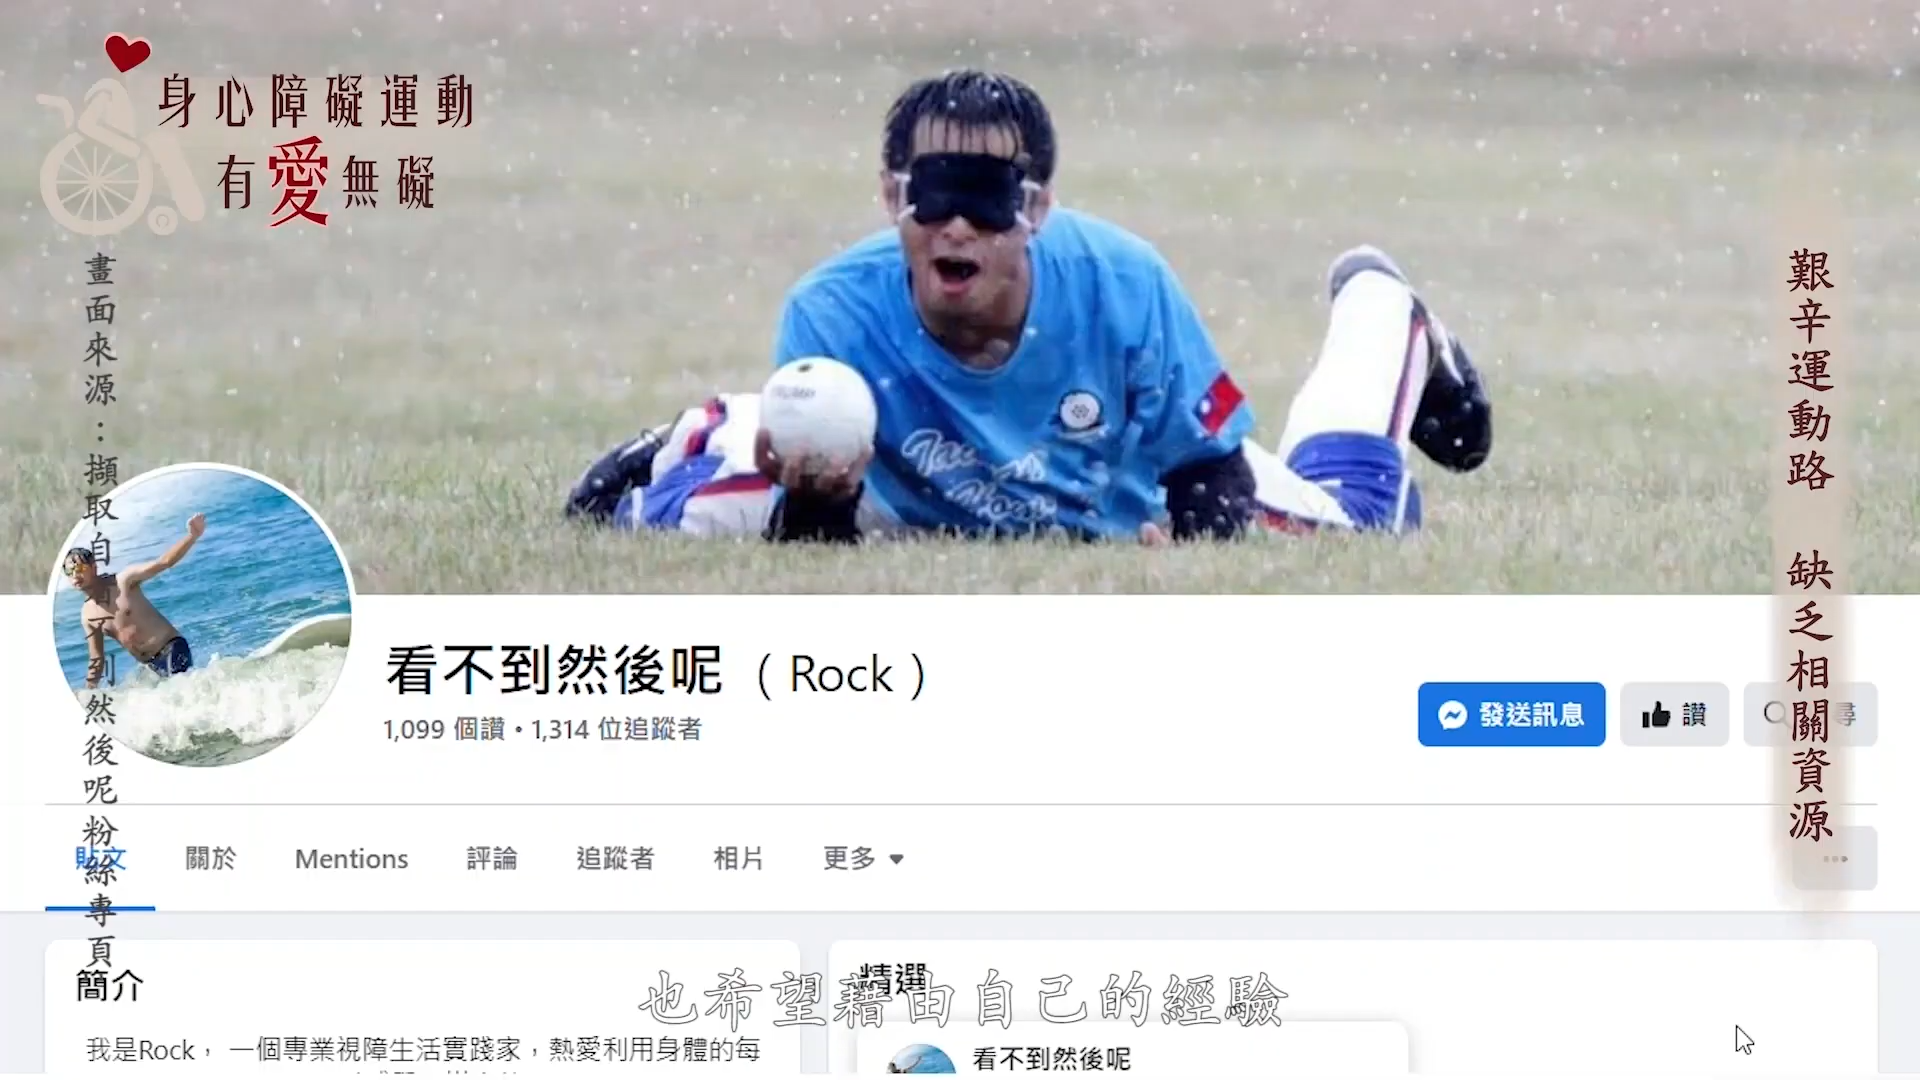 身心障礙運動
有愛無礙
畫面來源：擷取自看不到然後呢粉絲專頁
艱辛運動路 缺乏相關資源
看不到然後呢（Rock）
1,099 個讚 • 1,314 位追蹤者
發送訊息
讚
貼文
關於
Mentions
評論
追蹤者
相片
更多
簡介
精選
也希望藉由自己的經驗
我是Rock， 一個專業視障生活實踐家，熱愛利用身體的每
看不到然後呢